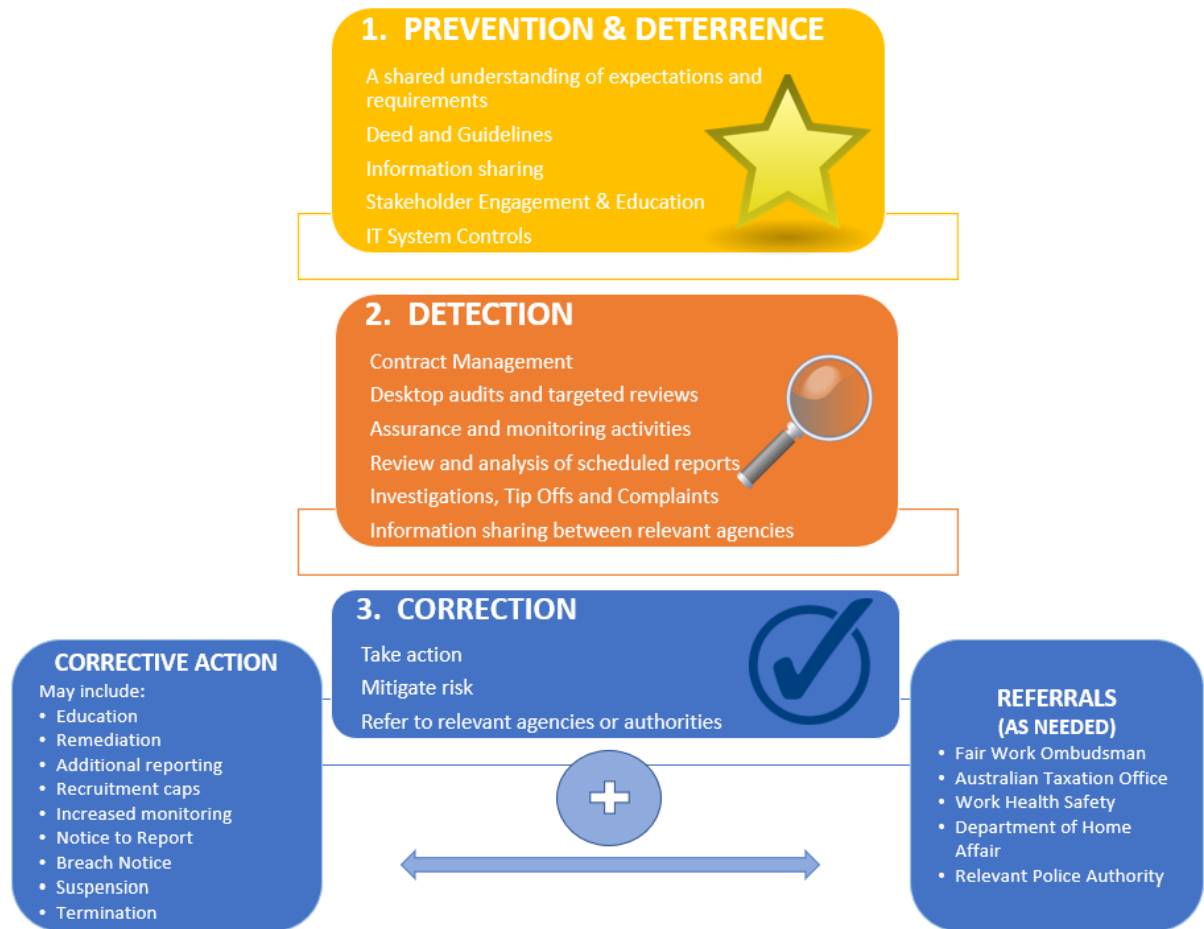 1. PREVENTION & DETERRENCE
A shared understanding of expectations and
requirements
Deed and Guidelines
Information sharing
Stakeholder Engagement & Education
IT System Controls
2. DETECTION
Contract Management
Desktop audits and targeted reviews
Assurance and monitoring activities
Review and analysis of scheduled reports
Investigations, Tip Offs and Complaints
Information sharing between relevant agencies
3. CORRECTION
Take action
Mitigate risk
Refer to relevant agencies or authorities
CORRECTIVE ACTION
May include:
• Education
• Remediation
• Additional reporting
• Recruitment caps
• Increased monitoring
• Notice to Report
• Breach Notice
• Suspension
• Termination
REFERRALS
(AS NEEDED)
• Fair Work Ombudsman
• Australian Taxation Office
• Work Health Safety
• Department of Home
Affair
• Relevant Police Authority